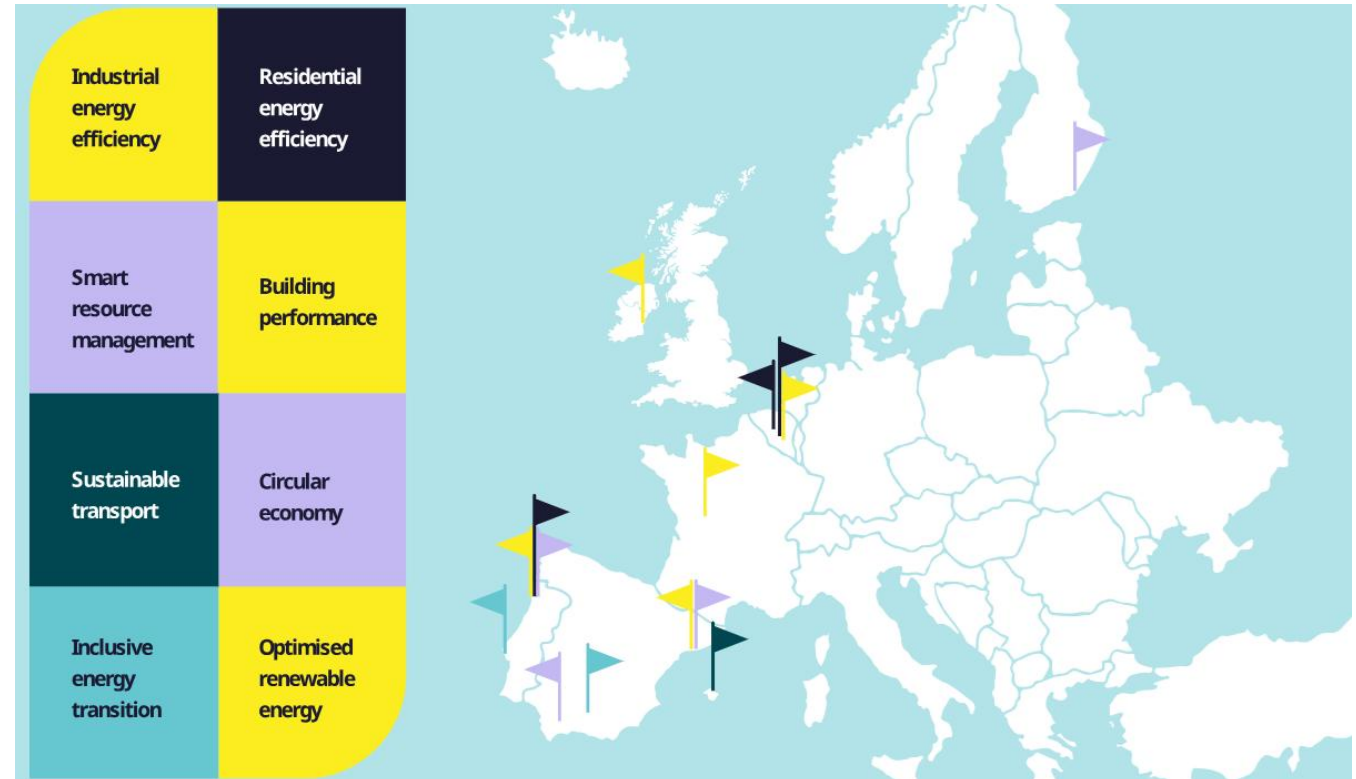 Industrial
energy
efficiency
Residential
energy
efficiency
Smart
resource
management
Building
performance
Sustainable
transport
Circular
economy
Inclusive
energy
transition
Optimised
renewable
energy